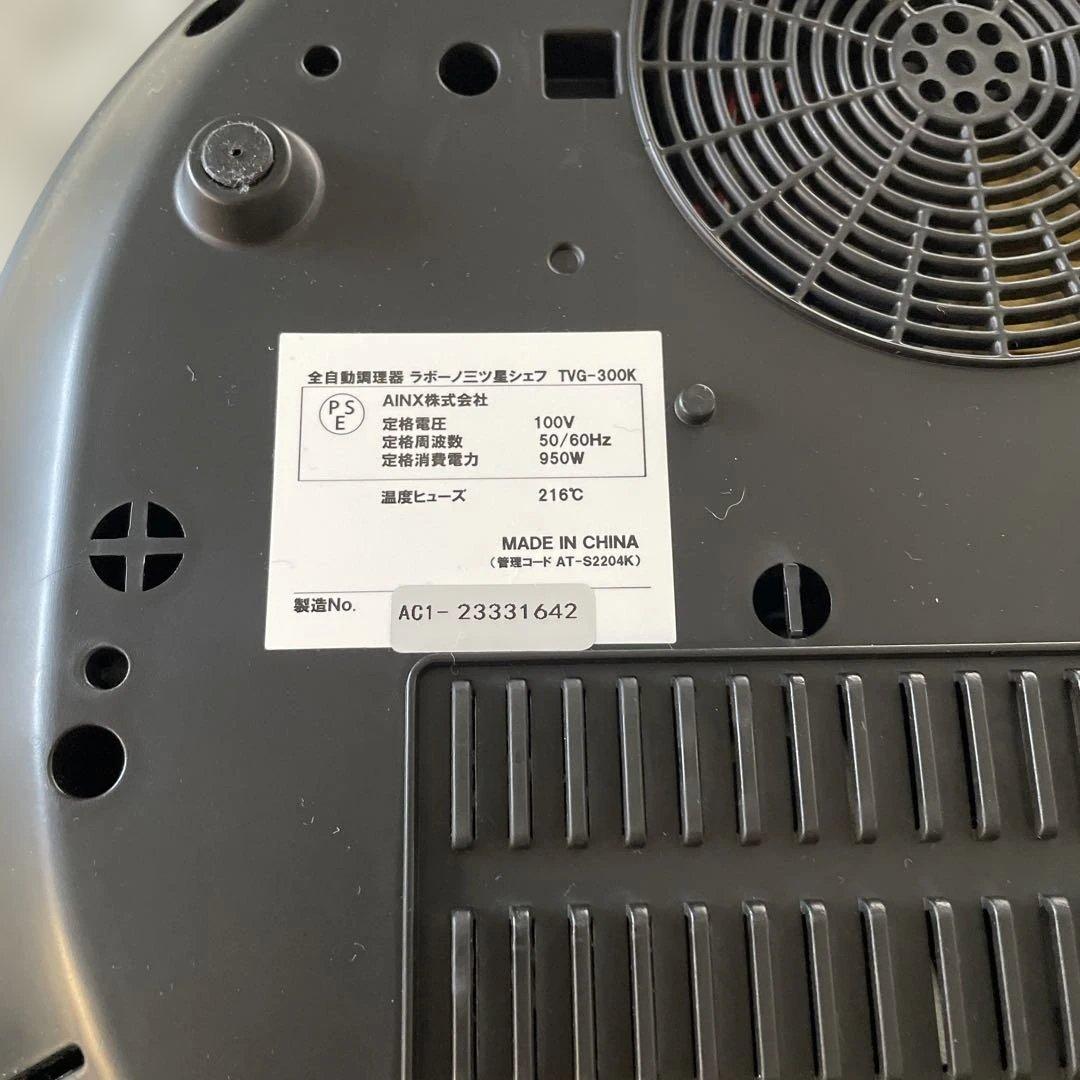 全自動調理器 ラボーノ三ツ星シェフ TVG-300K
PSE
AINX株式会社
定格電圧 100V
定格周波数 50/60Hz
定格消費電力 950W
温度ヒューズ 216℃
MADE IN CHINA
(管理コード AT-S2204K)
製造No. AC1- 23331642